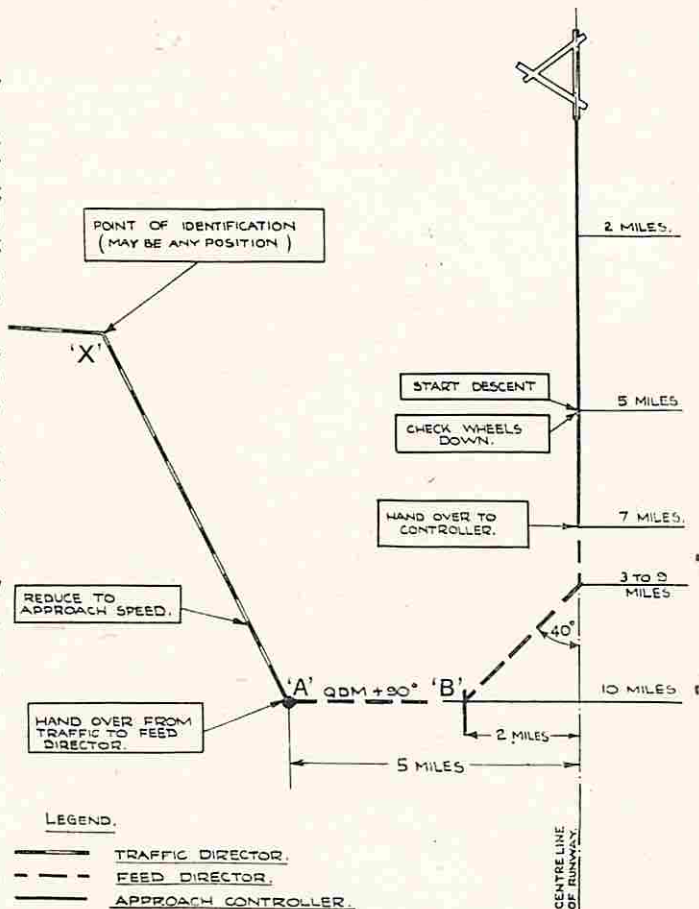 2 MILES.
POINT OF IDENTIFICATION
(MAY BE ANY POSITION)
'X'
START DESCENT
5 MILES
CHECK WHEELS
DOWN.
HAND OVER TO
CONTROLLER.
7 MILES.
3 TO 9
MILES
REDUCE TO
APPROACH SPEED.
40°
'A'
QDM + 90°
'B'
10 MILES
HAND OVER FROM
TRAFFIC TO FEED
DIRECTOR.
2 MILES
5 MILES
LEGEND.
TRAFFIC DIRECTOR.
FEED DIRECTOR.
APPROACH CONTROLLER.
CENTRE LINE
OF RUNWAY.